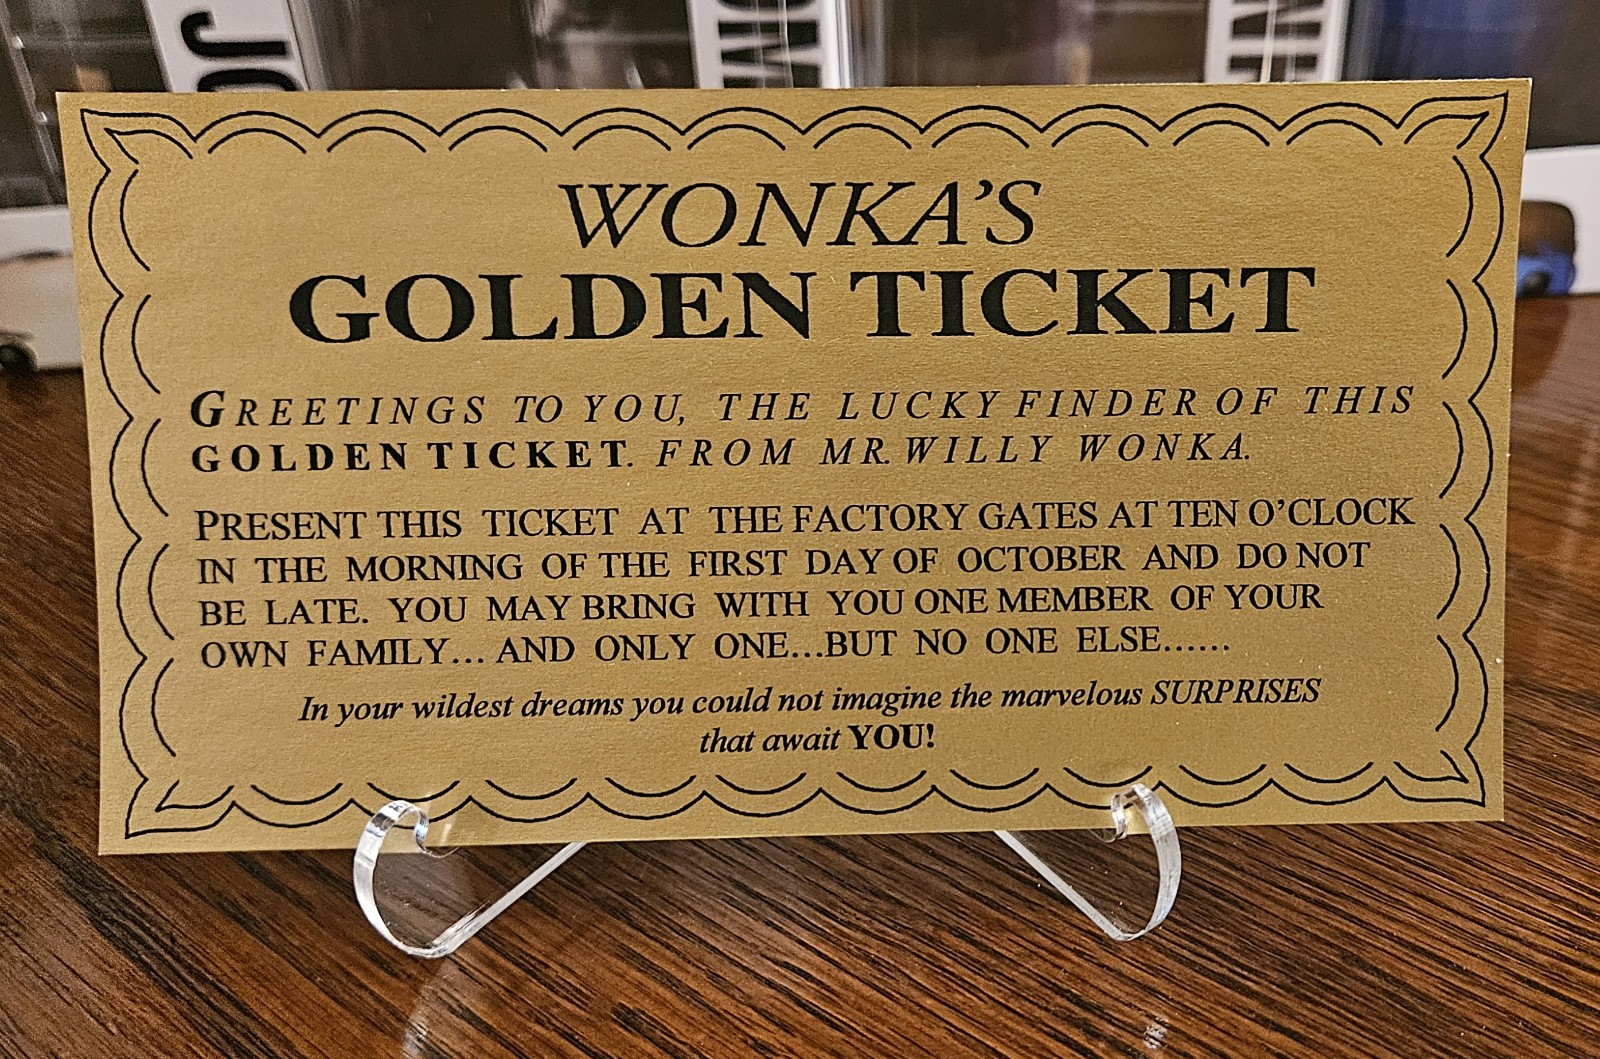 JO
OM
NH
WONKA'S
GOLDEN TICKET
GREETINGS TO YOU, THE LUCKY FINDER OF THIS
GOLDEN TICKET. FROM MR. WILLY WONKA.
PRESENT THIS TICKET AT THE FACTORY GATES AT TEN O'CLOCK
IN THE MORNING OF THE FIRST DAY OF OCTOBER AND DO NOT
BE LATE. YOU MAY BRING WITH YOU ONE MEMBER OF YOUR
OWN FAMILY... AND ONLY ONE...BUT NO ONE ELSE......
In your wildest dreams you could not imagine the marvelous SURPRISES
that await YOU!